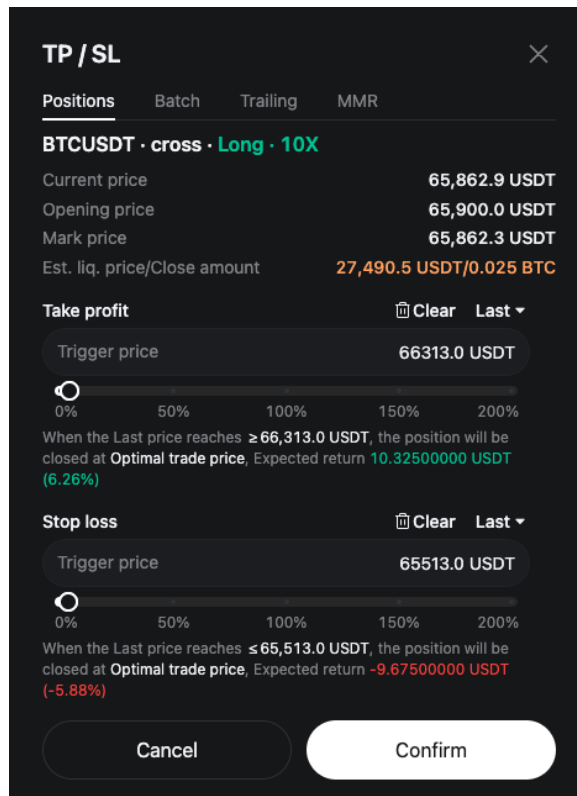 TP / SL
Positions Batch Trailing MMR
BTCUSDT · cross · Long · 10X
Current price 65,862.9 USDT
Opening price 65,900.0 USDT
Mark price 65,862.3 USDT
Est. liq. price/Close amount 27,490.5 USDT/0.025 BTC
Take profit Clear Last
Trigger price 66313.0 USDT
0% 50% 100% 150% 200%
When the Last price reaches ≥66,313.0 USDT, the position will be
closed at Optimal trade price, Expected return 10.32500000 USDT
(6.26%)
Stop loss Clear Last
Trigger price 65513.0 USDT
0% 50% 100% 150% 200%
When the Last price reaches ≤65,513.0 USDT, the position will be
closed at Optimal trade price, Expected return -9.67500000 USDT
(-5.88%)
Cancel Confirm